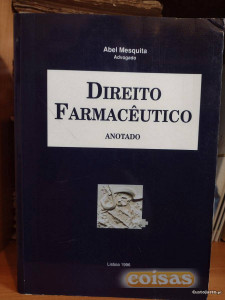 Abel Mesquita
Advogado
DIREITO
FARMACÊUTICO
ANOTADO
Lisboa 1996
coisas